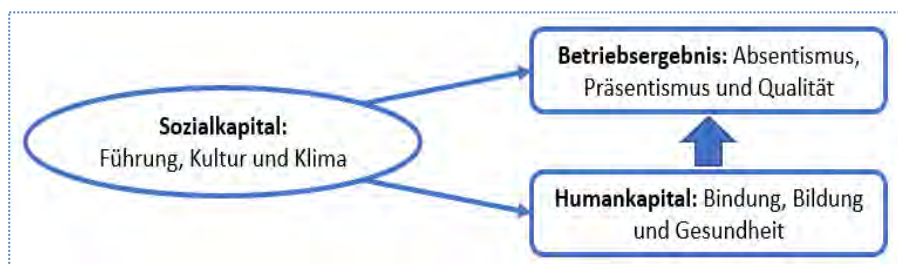 Betriebsergebnis: Absentismus,
Präsentismus und Qualität
Sozialkapital:
Führung, Kultur und Klima
Humankapital: Bindung, Bildung
und Gesundheit